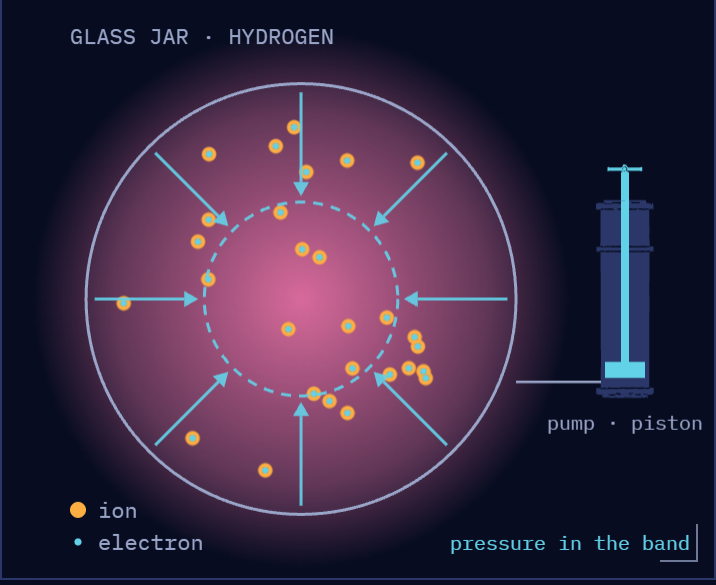 GLASS JAR · HYDROGEN
pump · piston
ion
electron
pressure in the band